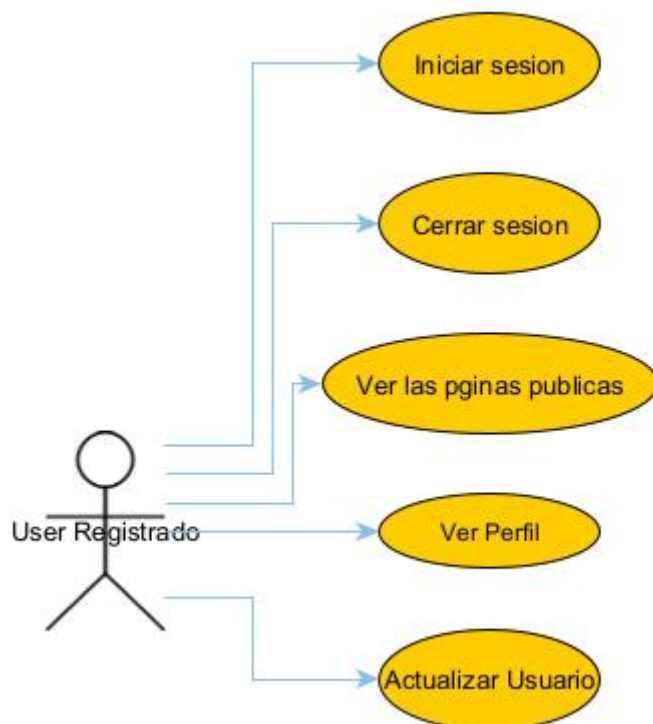 Iniciar sesion
Cerrar sesion
Ver las pginas publicas
User Registrado
Ver Perfil
Actualizar Usuario